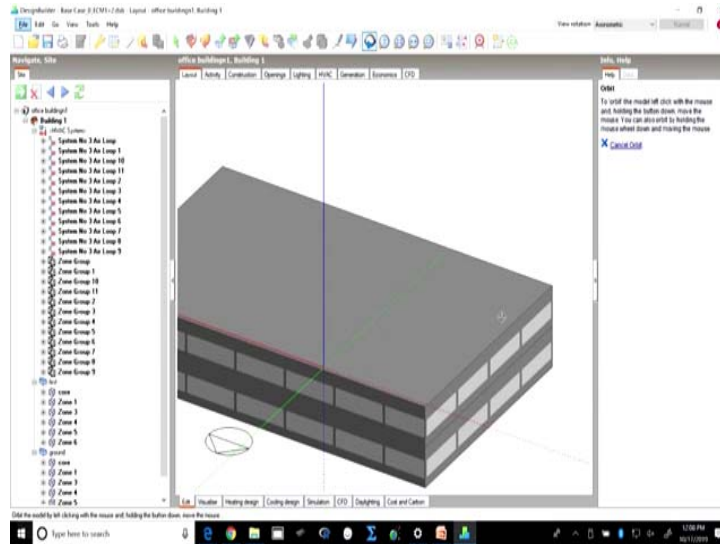 DesignBuilder - Base Case_ECM1+2.dsb - Layout - office buildings1, Building 1
File Edit Go View Tools Help
View rotation Axonometric
Navigate, Site
Site
office buildings1
Building 1
<HVAC System>
System No 3 Air Loop
System No 3 Air Loop 1
System No 3 Air Loop 10
System No 3 Air Loop 11
System No 3 Air Loop 2
System No 3 Air Loop 3
System No 3 Air Loop 4
System No 3 Air Loop 5
System No 3 Air Loop 6
System No 3 Air Loop 7
System No 3 Air Loop 8
System No 3 Air Loop 9
Zone Group
Zone Group 1
Zone Group 10
Zone Group 11
Zone Group 2
Zone Group 3
Zone Group 4
Zone Group 5
Zone Group 6
Zone Group 7
Zone Group 8
Zone Group 9
first
core
Zone 1
Zone 3
Zone 4
Zone 5
Zone 6
ground
core
Zone 1
Zone 3
Zone 4
Zone 5
office buildings1, Building 1
Layout Activity Construction Openings Lighting HVAC Generation Economics CFD
Edit Visualise Heating design Cooling design Simulation CFD Daylighting Cost and Carbon
Info, Help
Help
Orbit
To 'orbit' the model left click with the
mouse and, holding the button down, move the
mouse. You can also orbit by holding the
mouse wheel down and moving the mouse
Cancel Orbit
Orbit the model by left clicking with the mouse and, holding the button down, move the mouse
Type here to search
12:08 PM